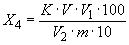 X₄ = (K · V · V₁ · 100) / (V₂ · m · 10)